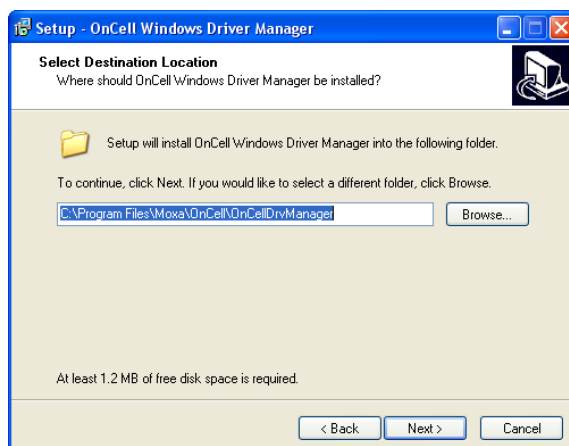 Setup - OnCell Windows Driver Manager
Select Destination Location
Where should OnCell Windows Driver Manager be installed?
Setup will install OnCell Windows Driver Manager into the following folder.
To continue, click Next. If you would like to select a different folder, click Browse.
C:\Program Files\Moxa\OnCell\OnCellDrvManager
Browse...
At least 1.2 MB of free disk space is required.
< Back
Next >
Cancel